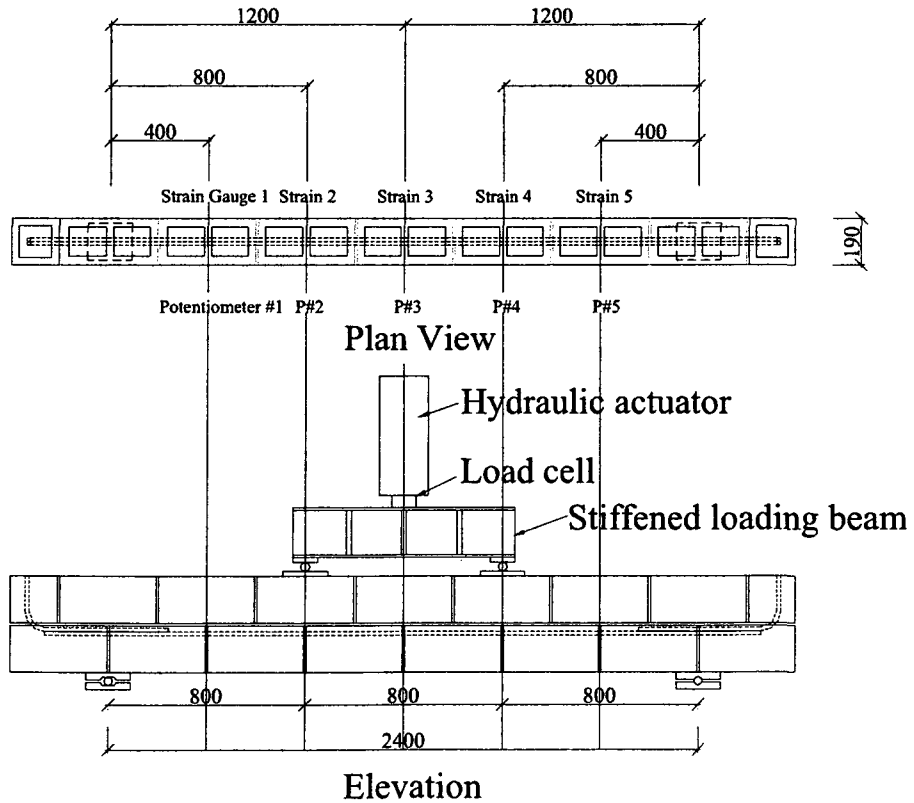 1200 1200
800 800
400 400
Strain Gauge 1 Strain 2 Strain 3 Strain 4 Strain 5
190
Potentiometer #1 P#2 P#3 P#4 P#5
Plan View
Hydraulic actuator
Load cell
Stiffened loading beam
800 800 800
2400
Elevation